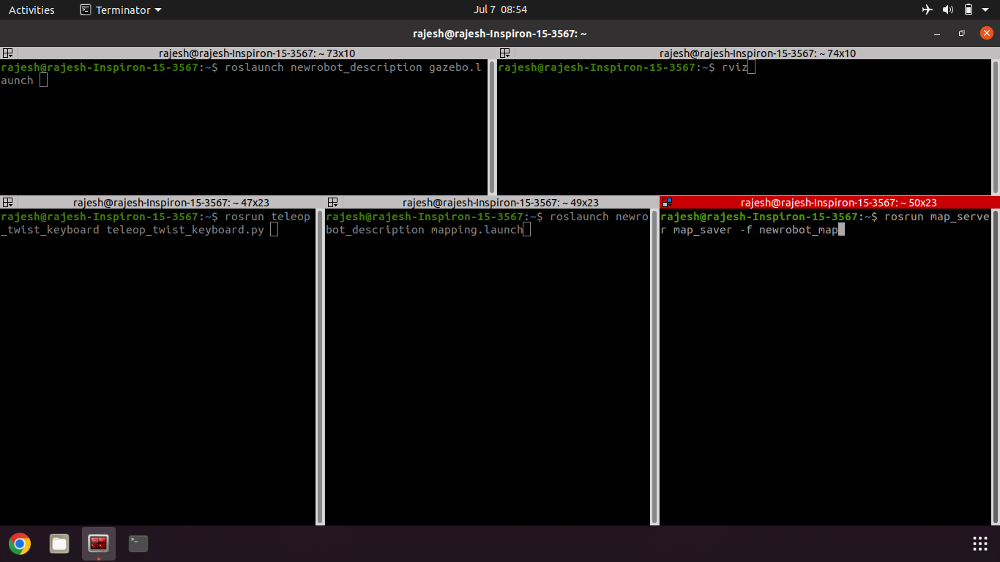 Activities
Terminator
Jul 7 08:54
rajesh@rajesh-Inspiron-15-3567: ~
rajesh@rajesh-Inspiron-15-3567: ~ 73x10
rajesh@rajesh-Inspiron-15-3567:~$ roslaunch newrobot_description gazebo.l
aunch
rajesh@rajesh-Inspiron-15-3567: ~ 74x10
rajesh@rajesh-Inspiron-15-3567:~$ rviz
rajesh@rajesh-Inspiron-15-3567: ~ 47x23
rajesh@rajesh-Inspiron-15-3567:~$ rosrun teleop
_twist_keyboard teleop_twist_keyboard.py
rajesh@rajesh-Inspiron-15-3567: ~ 49x23
rajesh@rajesh-Inspiron-15-3567:~$ roslaunch newro
bot_description mapping.launch
rajesh@rajesh-Inspiron-15-3567: ~ 50x23
rajesh@rajesh-Inspiron-15-3567:~$ rosrun map_serve
r map_saver -f newrobot_map